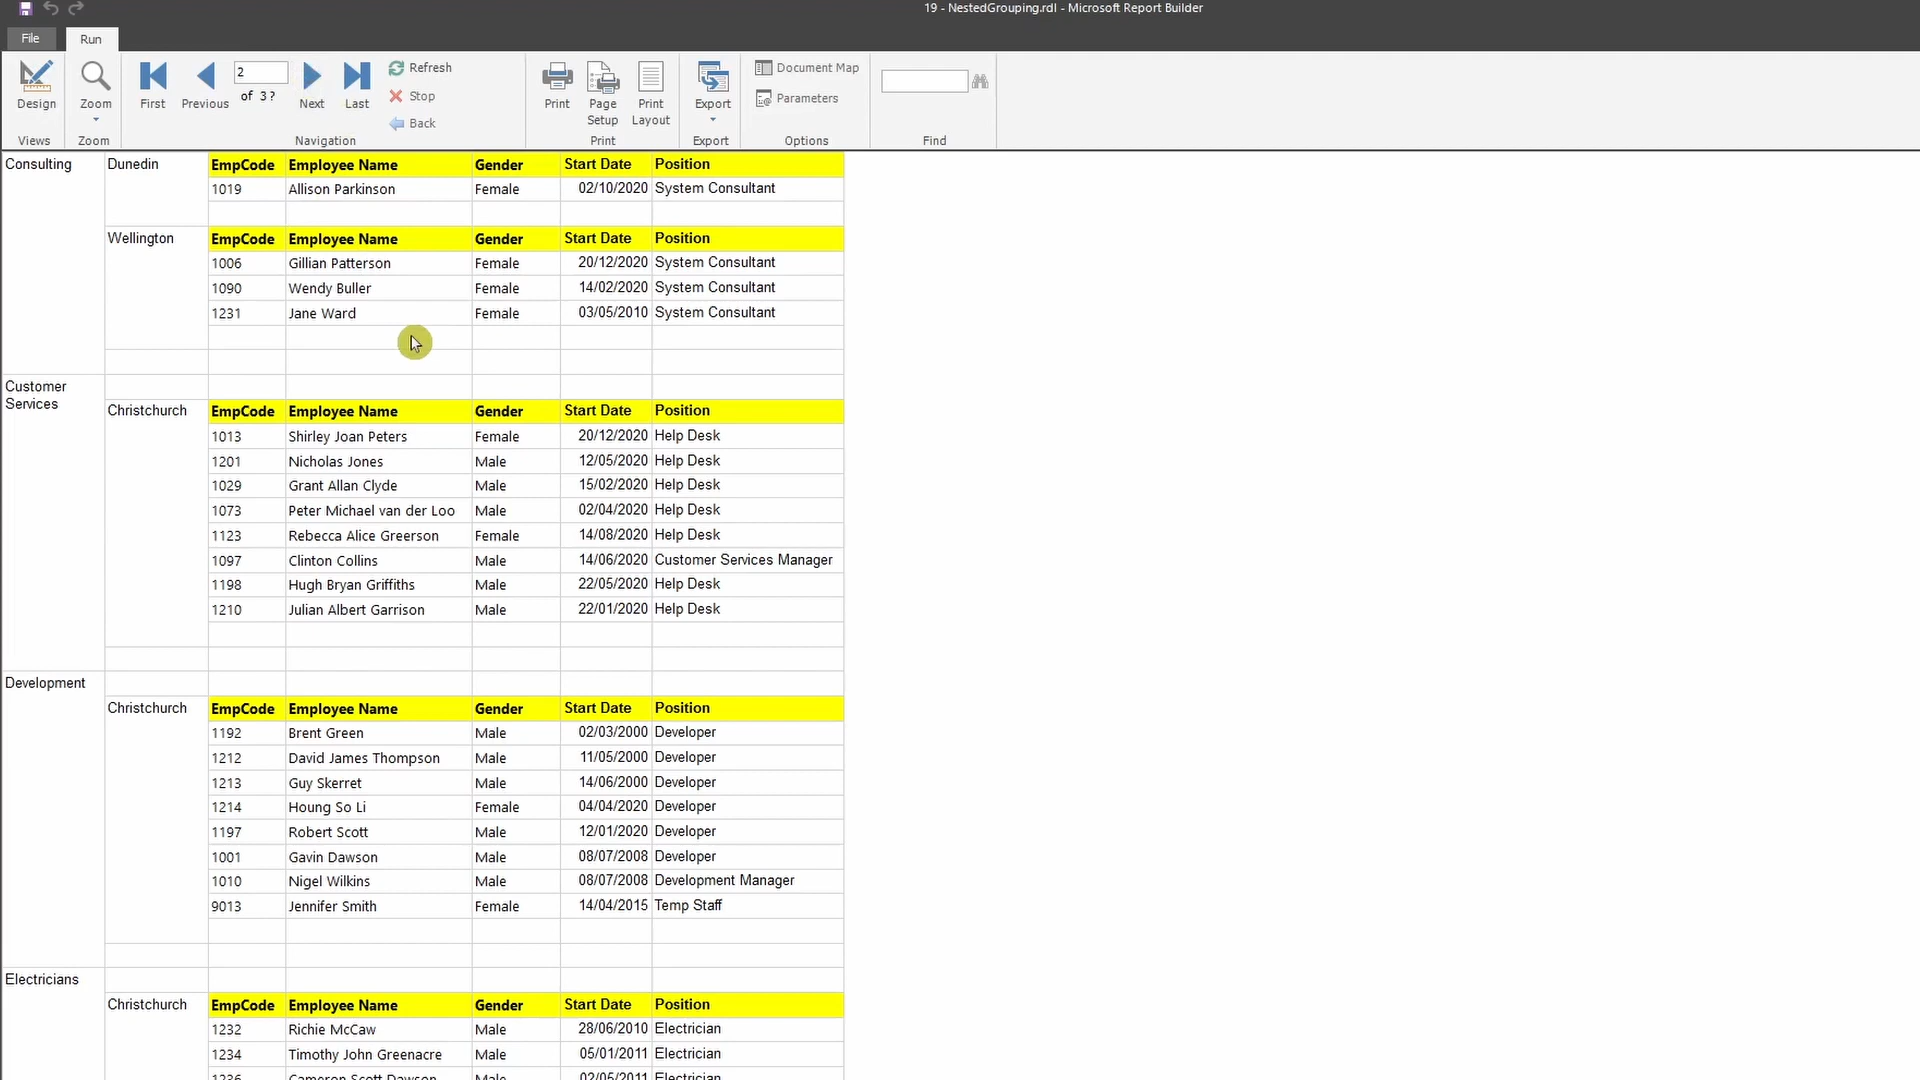 19 - NestedGrouping.rdl - Microsoft Report Builder
File Run
Design Zoom First Previous 2 of 3 ? Next Last Refresh Stop Back Print Page Setup Print Layout Export Document Map Parameters
Views Zoom Navigation Print Export Options Find
Consulting Dunedin EmpCode Employee Name Gender Start Date Position
1019 Allison Parkinson Female 02/10/2020 System Consultant
Wellington EmpCode Employee Name Gender Start Date Position
1006 Gillian Patterson Female 20/12/2020 System Consultant
1090 Wendy Buller Female 14/02/2020 System Consultant
1231 Jane Ward Female 03/05/2010 System Consultant
Customer
Services
Christchurch EmpCode Employee Name Gender Start Date Position
1013 Shirley Joan Peters Female 20/12/2020 Help Desk
1201 Nicholas Jones Male 12/05/2020 Help Desk
1029 Grant Allan Clyde Male 15/02/2020 Help Desk
1073 Peter Michael van der Loo Male 02/04/2020 Help Desk
1123 Rebecca Alice Greerson Female 14/08/2020 Help Desk
1097 Clinton Collins Male 14/06/2020 Customer Services Manager
1198 Hugh Bryan Griffiths Male 22/05/2020 Help Desk
1210 Julian Albert Garrison Male 22/01/2020 Help Desk
Development
Christchurch EmpCode Employee Name Gender Start Date Position
1192 Brent Green Male 02/03/2000 Developer
1212 David James Thompson Male 11/05/2000 Developer
1213 Guy Skerret Male 14/06/2000 Developer
1214 Houng So Li Female 04/04/2020 Developer
1197 Robert Scott Male 12/01/2020 Developer
1001 Gavin Dawson Male 08/07/2008 Developer
1010 Nigel Wilkins Male 08/07/2008 Development Manager
9013 Jennifer Smith Female 14/04/2015 Temp Staff
Electricians
Christchurch EmpCode Employee Name Gender Start Date Position
1232 Richie McCaw Male 28/06/2010 Electrician
1234 Timothy John Greenacre Male 05/01/2011 Electrician
1236 Cameron Scott Dawson Male 02/05/2011 Electrician